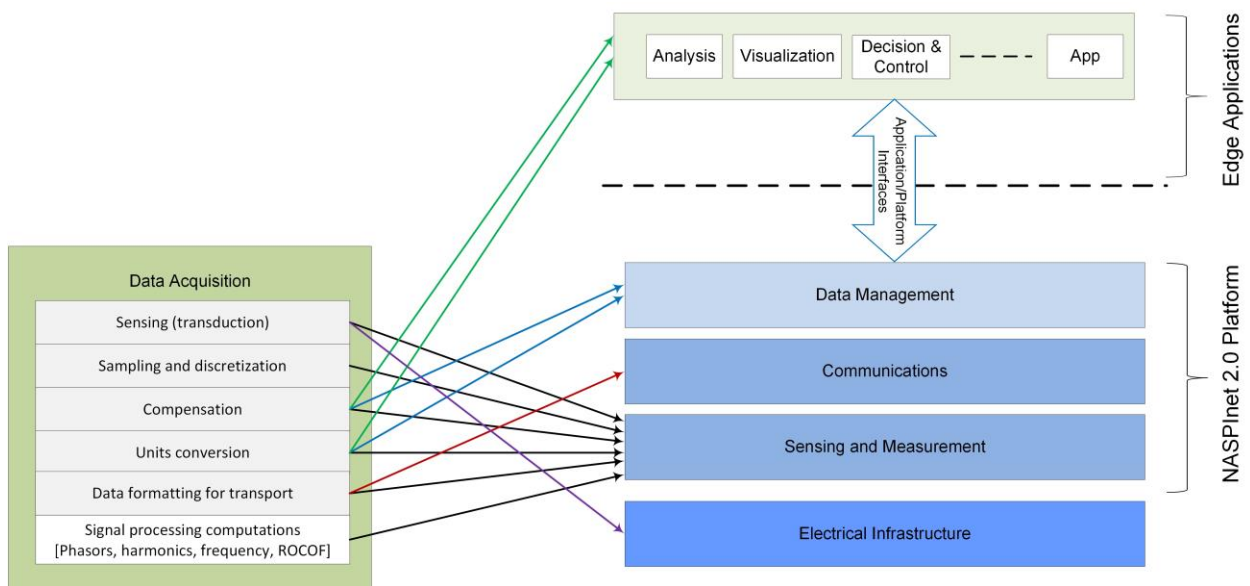 Analysis
Visualization
Decision &
Control
App
Edge Applications
Application/Platform
Interfaces
Data Acquisition
Sensing (transduction)
Sampling and discretization
Compensation
Units conversion
Data formatting for transport
Signal processing computations
[Phasors, harmonics, frequency, ROCOF]
Data Management
Communications
Sensing and Measurement
Electrical Infrastructure
NASPInet 2.0 Platform